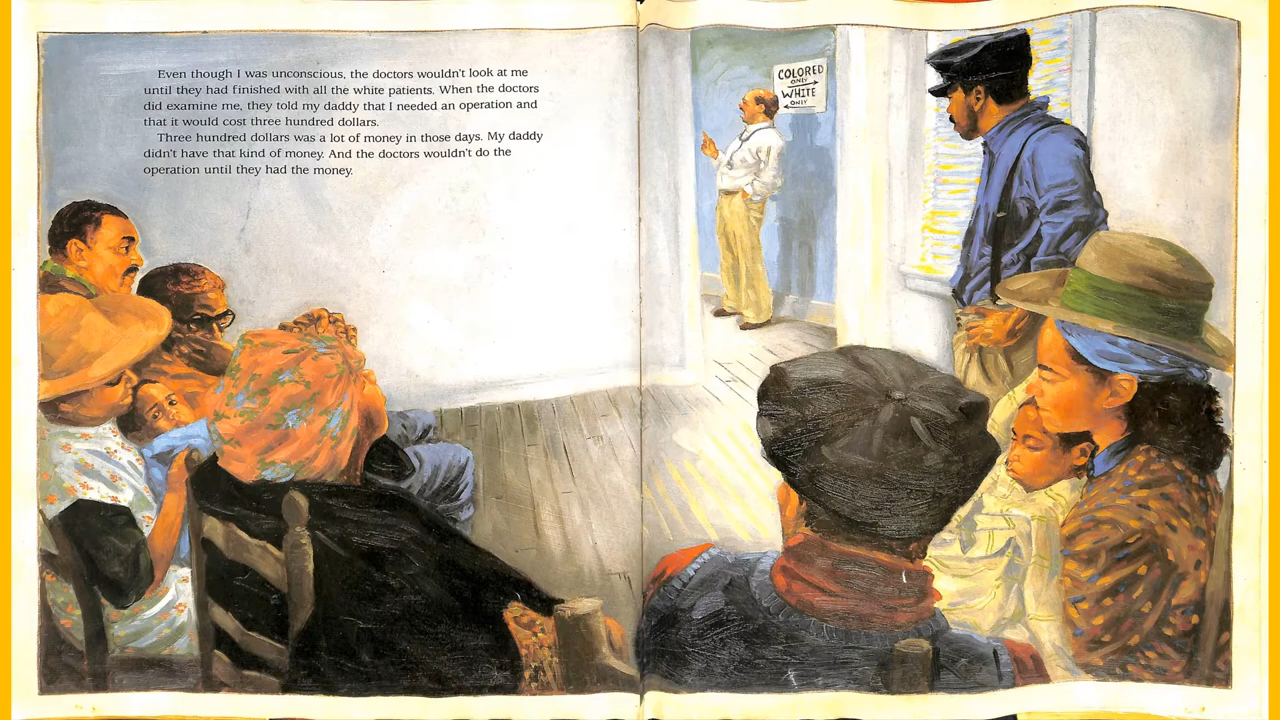 Even though I was unconscious, the doctors wouldn't look at me
until they had finished with all the white patients. When the doctors
did examine me, they told my daddy that I needed an operation and
that it would cost three hundred dollars.
Three hundred dollars was a lot of money in those days. My daddy
didn't have that kind of money. And the doctors wouldn't do the
operation until they had the money.
COLORED
ONLY
WHITE
ONLY